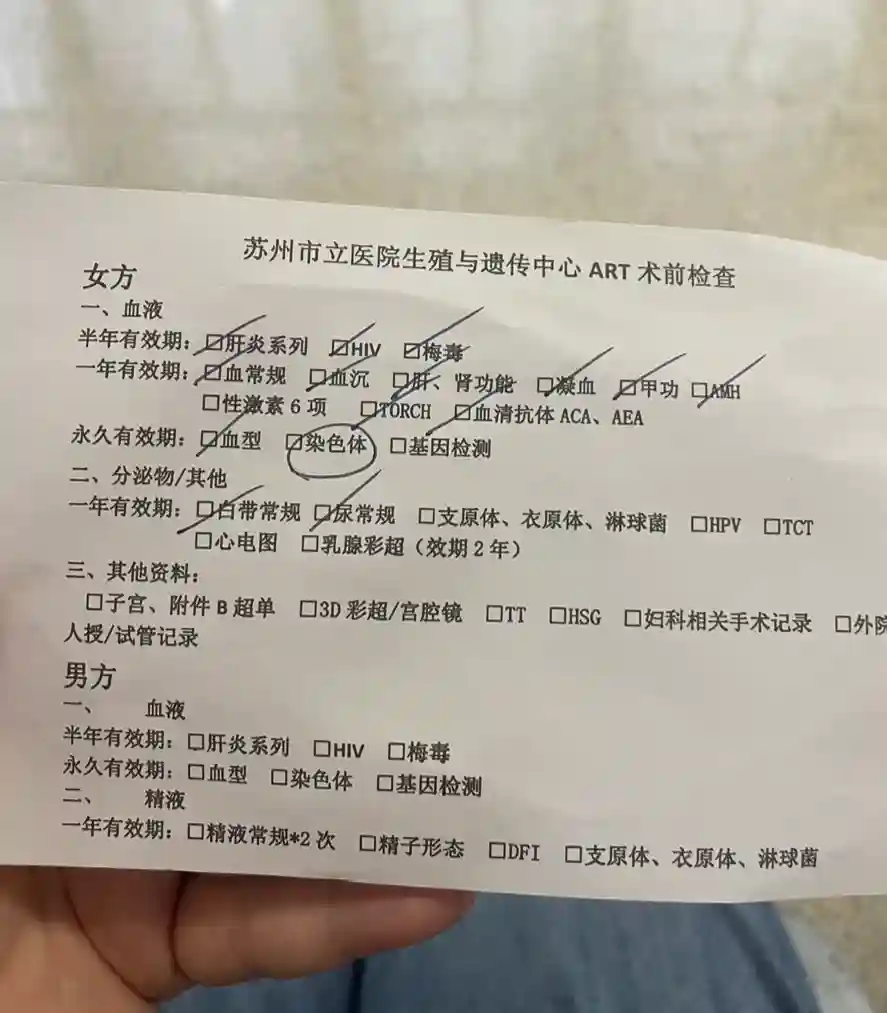 苏州市立医院生殖与遗传中心 ART 术前检查
女方
一、血液
半年有效期：☐肝炎系列 ☐HIV ☐梅毒
一年有效期：☐血常规 ☐血沉 ☐肝、肾功能 ☐凝血 ☐甲功 ☐AMH
☐性激素 6 项 ☐TORCH ☐血清抗体 ACA、AEA
永久有效期：☐血型 ☐染色体 ☐基因检测
二、分泌物/其他
一年有效期：☐白带常规 ☐尿常规 ☐支原体、衣原体、淋球菌 ☐HPV ☐TCT
☐心电图 ☐乳腺彩超（效期 2 年）
三、其他资料：
☐子宫、附件 B 超单 ☐3D 彩超/宫腔镜 ☐TT ☐HSG ☐妇科相关手术记录 ☐外院
人授/试管记录
男方
一、 血液
半年有效期：☐肝炎系列 ☐HIV ☐梅毒
永久有效期：☐血型 ☐染色体 ☐基因检测
二、 精液
一年有效期：☐精液常规*2 次 ☐精子形态 ☐DFI ☐支原体、衣原体、淋球菌